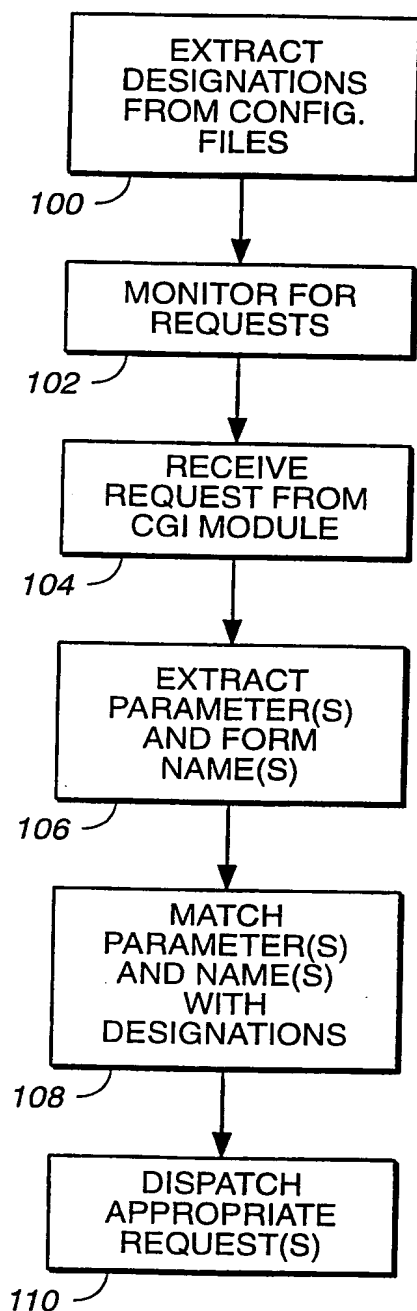 EXTRACT
DESIGNATIONS
FROM CONFIG.
FILES
100
MONITOR FOR
REQUESTS
102
RECEIVE
REQUEST FROM
CGI MODULE
104
EXTRACT
PARAMETER(S)
AND FORM
NAME(S)
106
MATCH
PARAMETER(S)
AND NAME(S)
WITH
DESIGNATIONS
108
DISPATCH
APPROPRIATE
REQUEST(S)
110